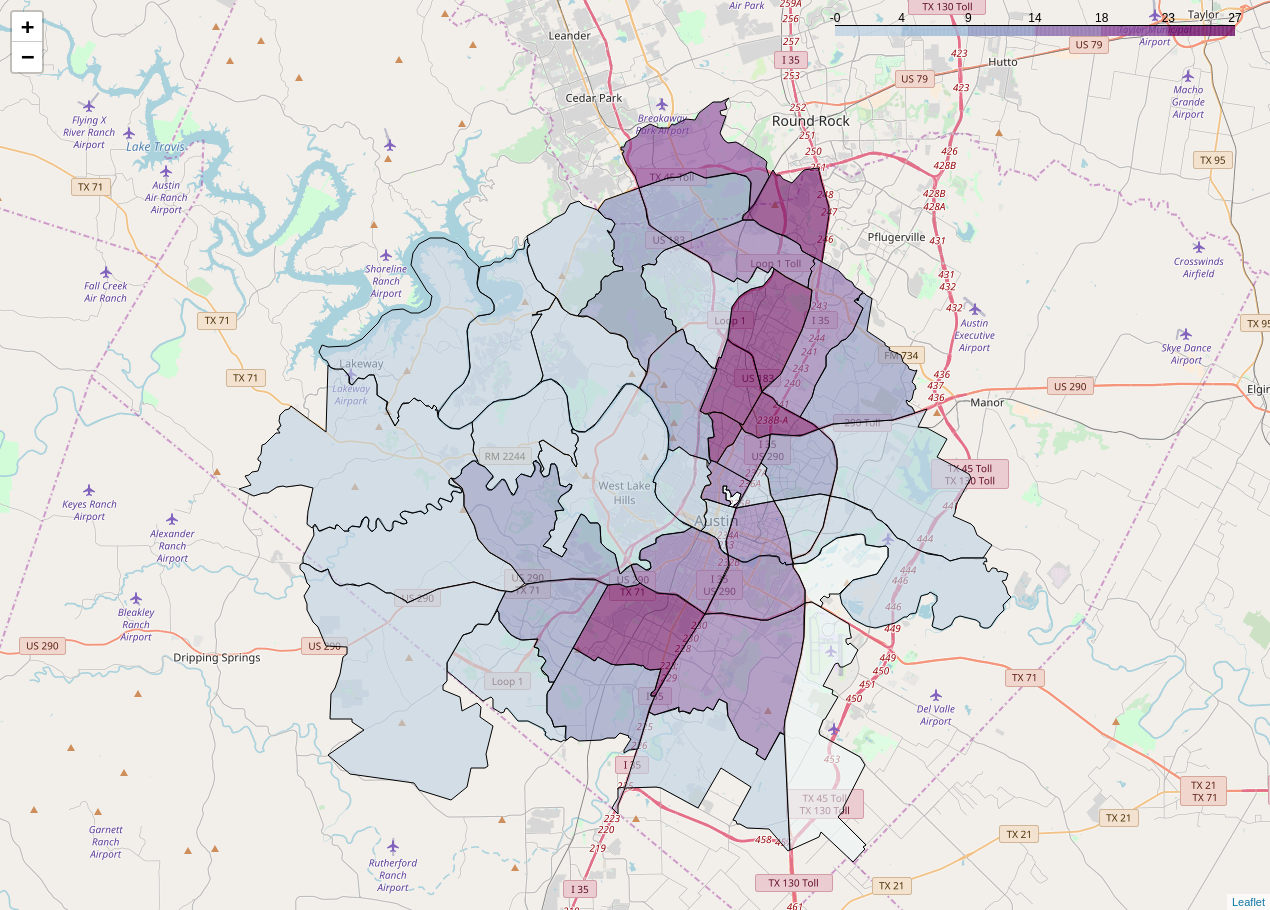 +
−
-0 4 9 14 18 23 27
259A
256
257
I 35
253
252
251
250
251
248
247
246
Air Park
TX 130 Toll
Taylor
Airport
US 79
US 79
Hutto
423
423
Leander
Cedar Park
Breakaway
Park Airport
Round Rock
Macho
Grande
Airport
Flying X
River Ranch
Airport
Lake Travis
TX 71
Austin
Air Ranch
Airport
TX 95
426
428B
428B
428A
431
431
432
432
TX 45 Toll
US 183
Loop 1 Toll
Pflugerville
Crosswinds
Airfield
Shoreline
Ranch
Airport
Fall Creek
Air Ranch
TX 71
TX 71
Lakeway
Lakeway
Airpark
Loop 1
I 35
243
244
241
243
240
US 183
241
238B-A
FM 734
Austin
Executive
Airport
Skye Dance
Airport
TX 95
436
437
436
US 290
Elgin
Manor
290 Toll
I 35
US 290
RM 2244
West Lake
Hills
Austin
TX 45 Toll
TX 130 Toll
444
444
446
446
449
449
450
451
450
453
Keyes Ranch
Airport
Alexander
Ranch
Airport
Bleakley
Ranch
Airport
US 290
US 290
US 290
Dripping Springs
US 290
TX 71
US 290
TX 71
I 35
US 290
230
230
228
Loop 1
I 35
I 35
223
220
219
I 35
TX 71
Del Valle
Airport
TX 45 Toll
TX 130 Toll
458
TX 130 Toll
461
TX 21
TX 21
TX 21
TX 21
TX 71
Garnett
Ranch
Airport
Rutherford
Ranch
Airport
Leaflet